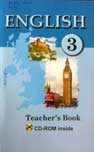 ENGLISH
3
Teacher's Book
CD-ROM inside